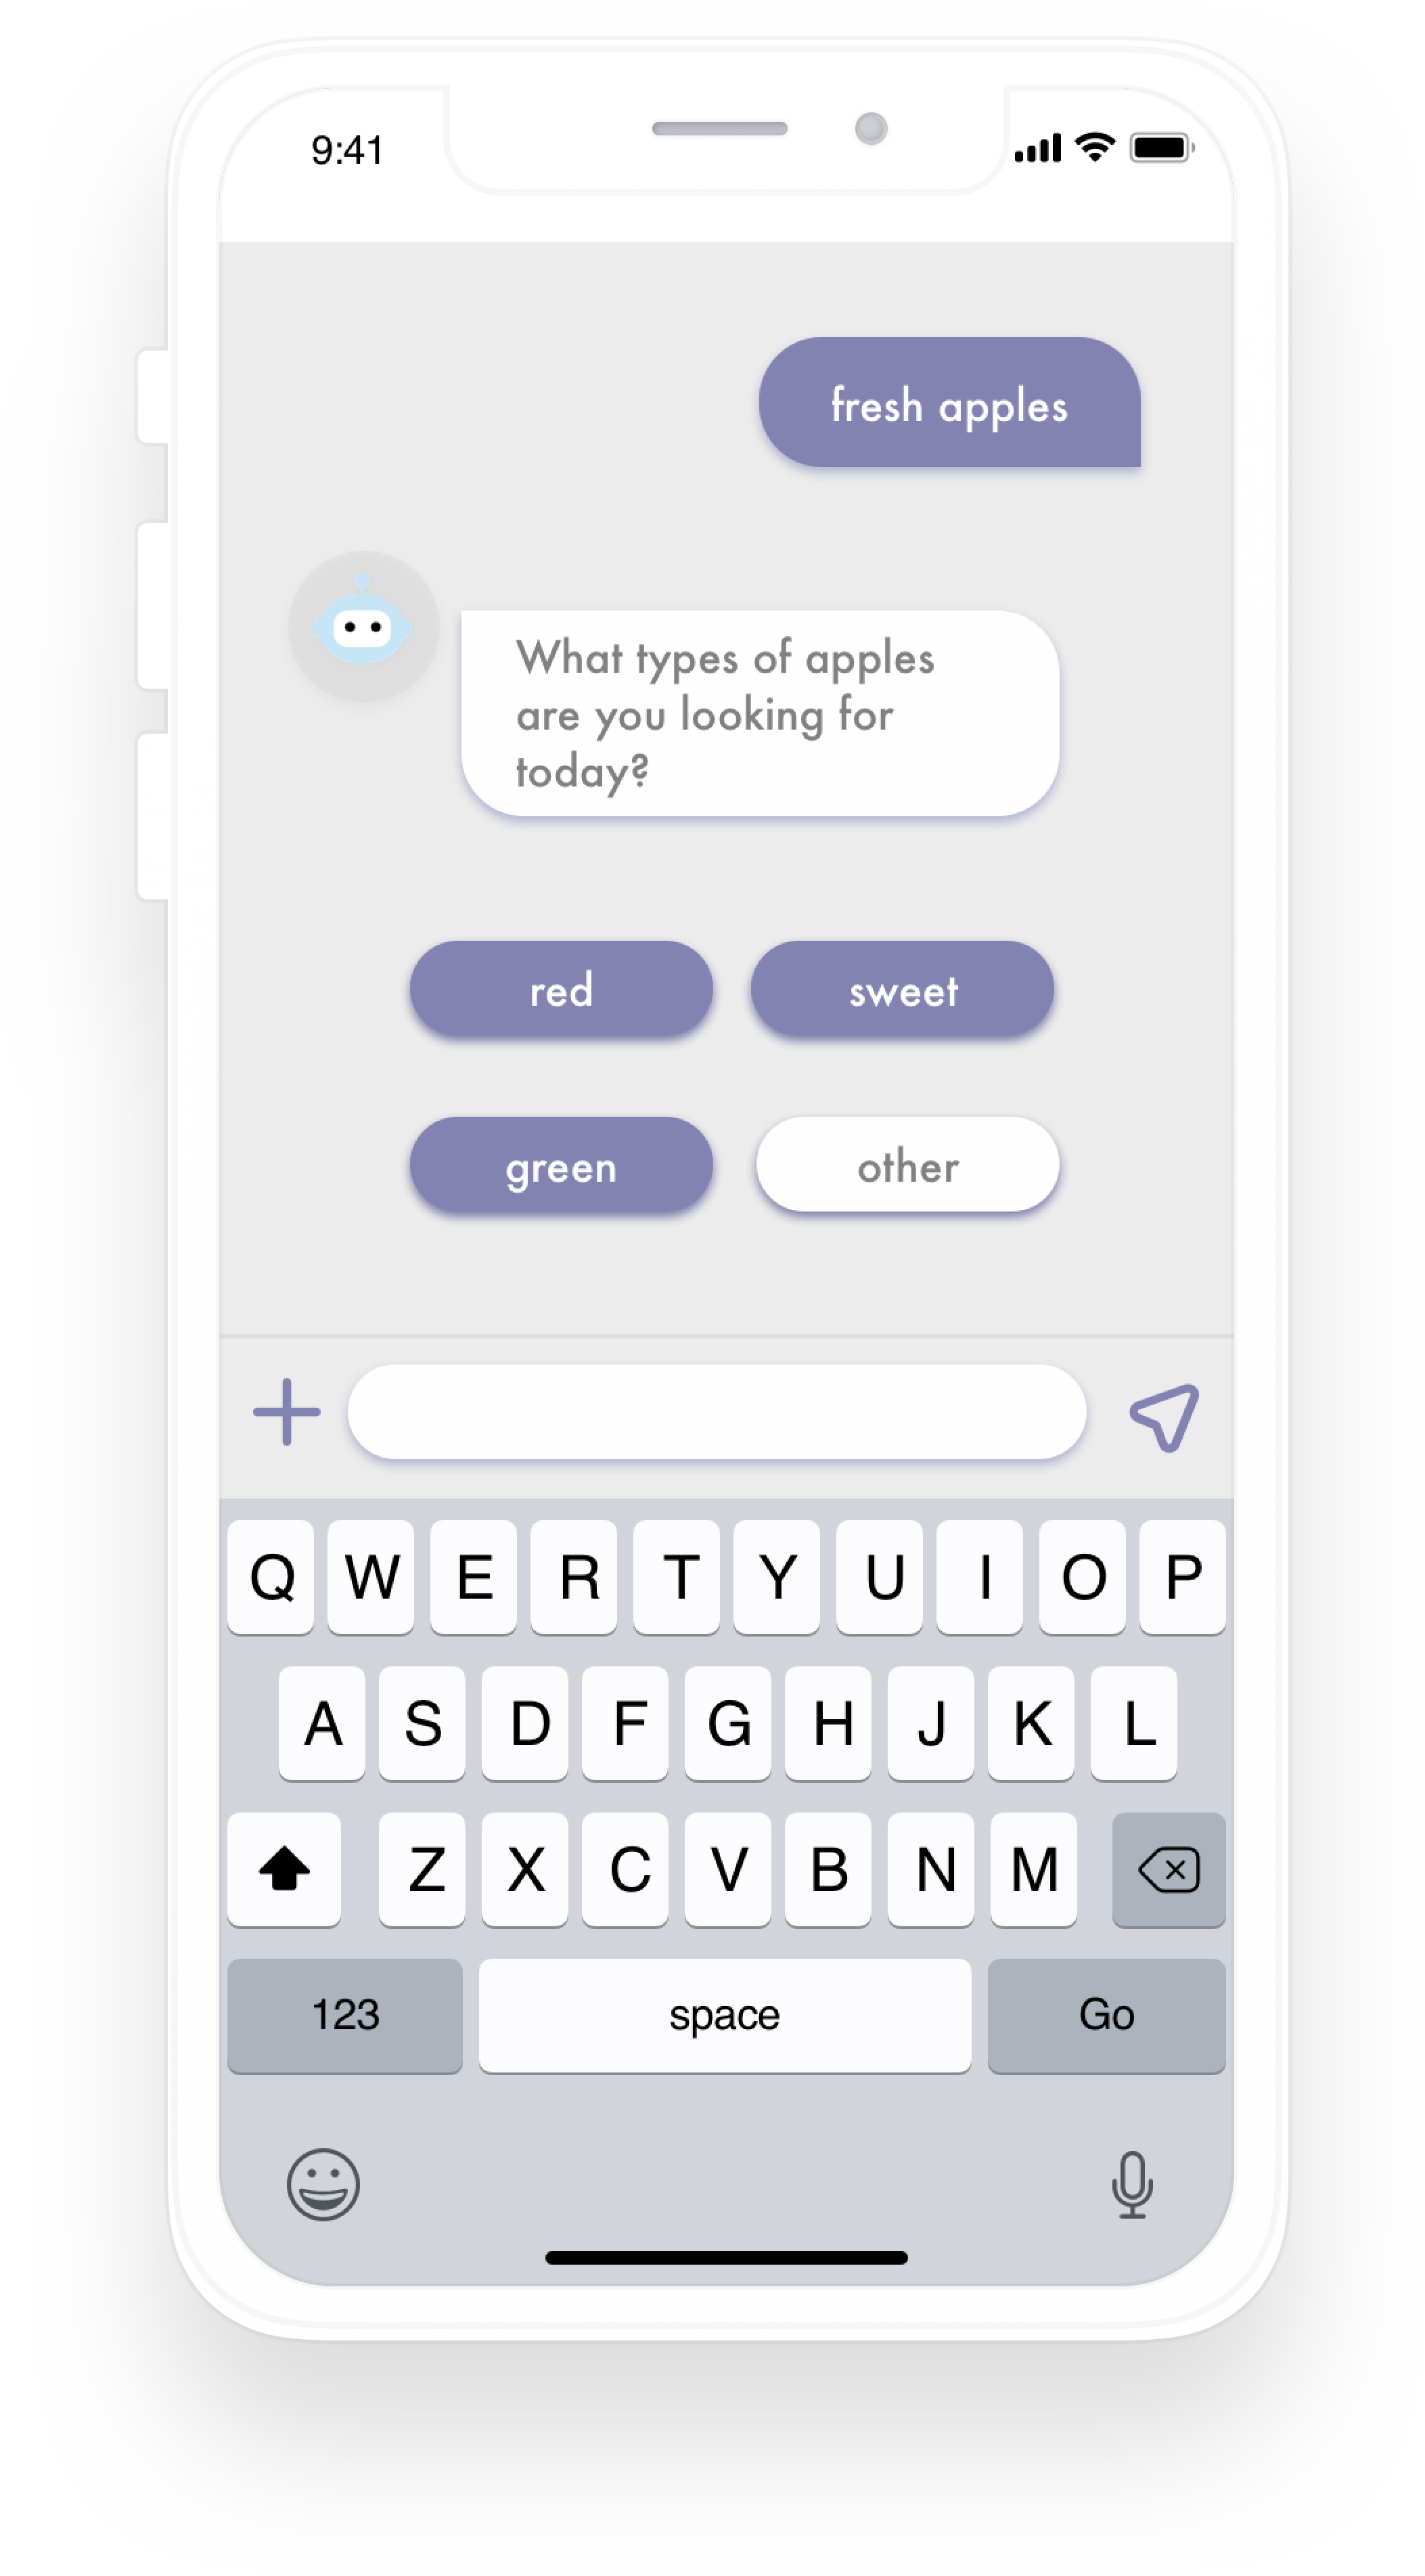 9:41
fresh apples
What types of apples
are you looking for
today?
red sweet
green other
Q W E R T Y U I O P
A S D F G H J K L
Z X C V B N M
123 space Go